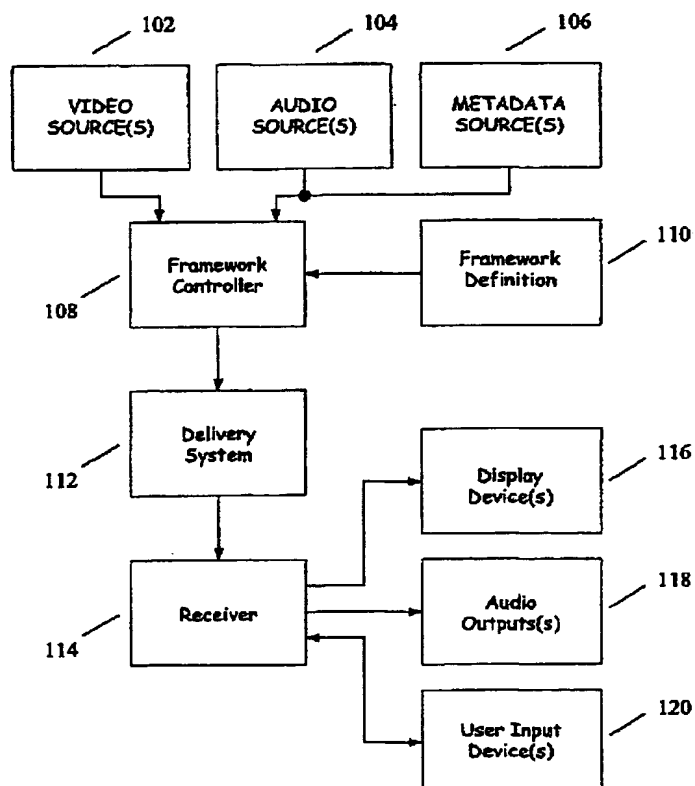 102
104
106
VIDEO
SOURCE(S)
AUDIO
SOURCE(S)
METADATA
SOURCE(S)
110
Framework
Controller
Framework
Definition
108
Delivery
System
112
116
Display
Device(s)
118
Receiver
Audio
Outputs(s)
114
120
User Input
Device(s)